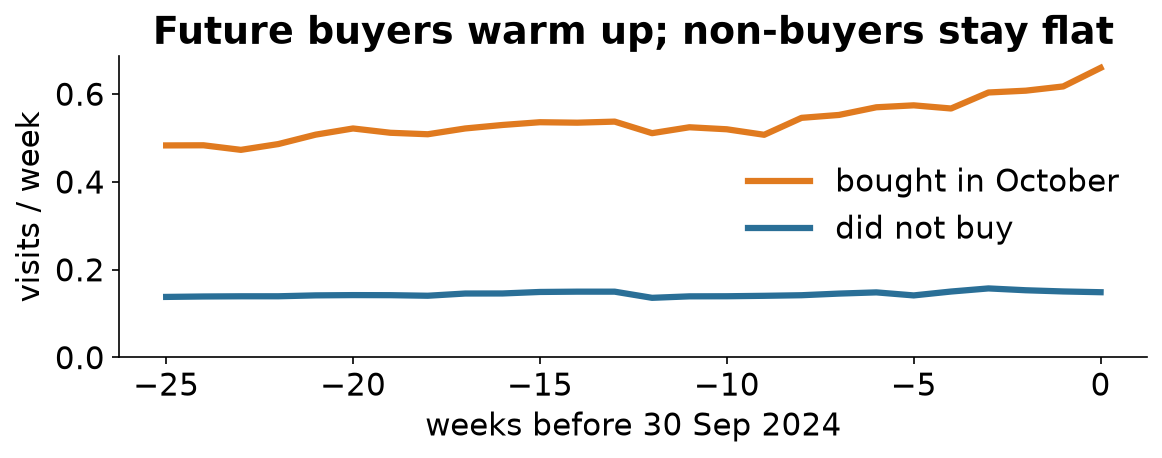 Future buyers warm up; non-buyers stay flat
visits / week
0.6
0.4
0.2
0.0
bought in October
did not buy
−25 −20 −15 −10 −5 0
weeks before 30 Sep 2024